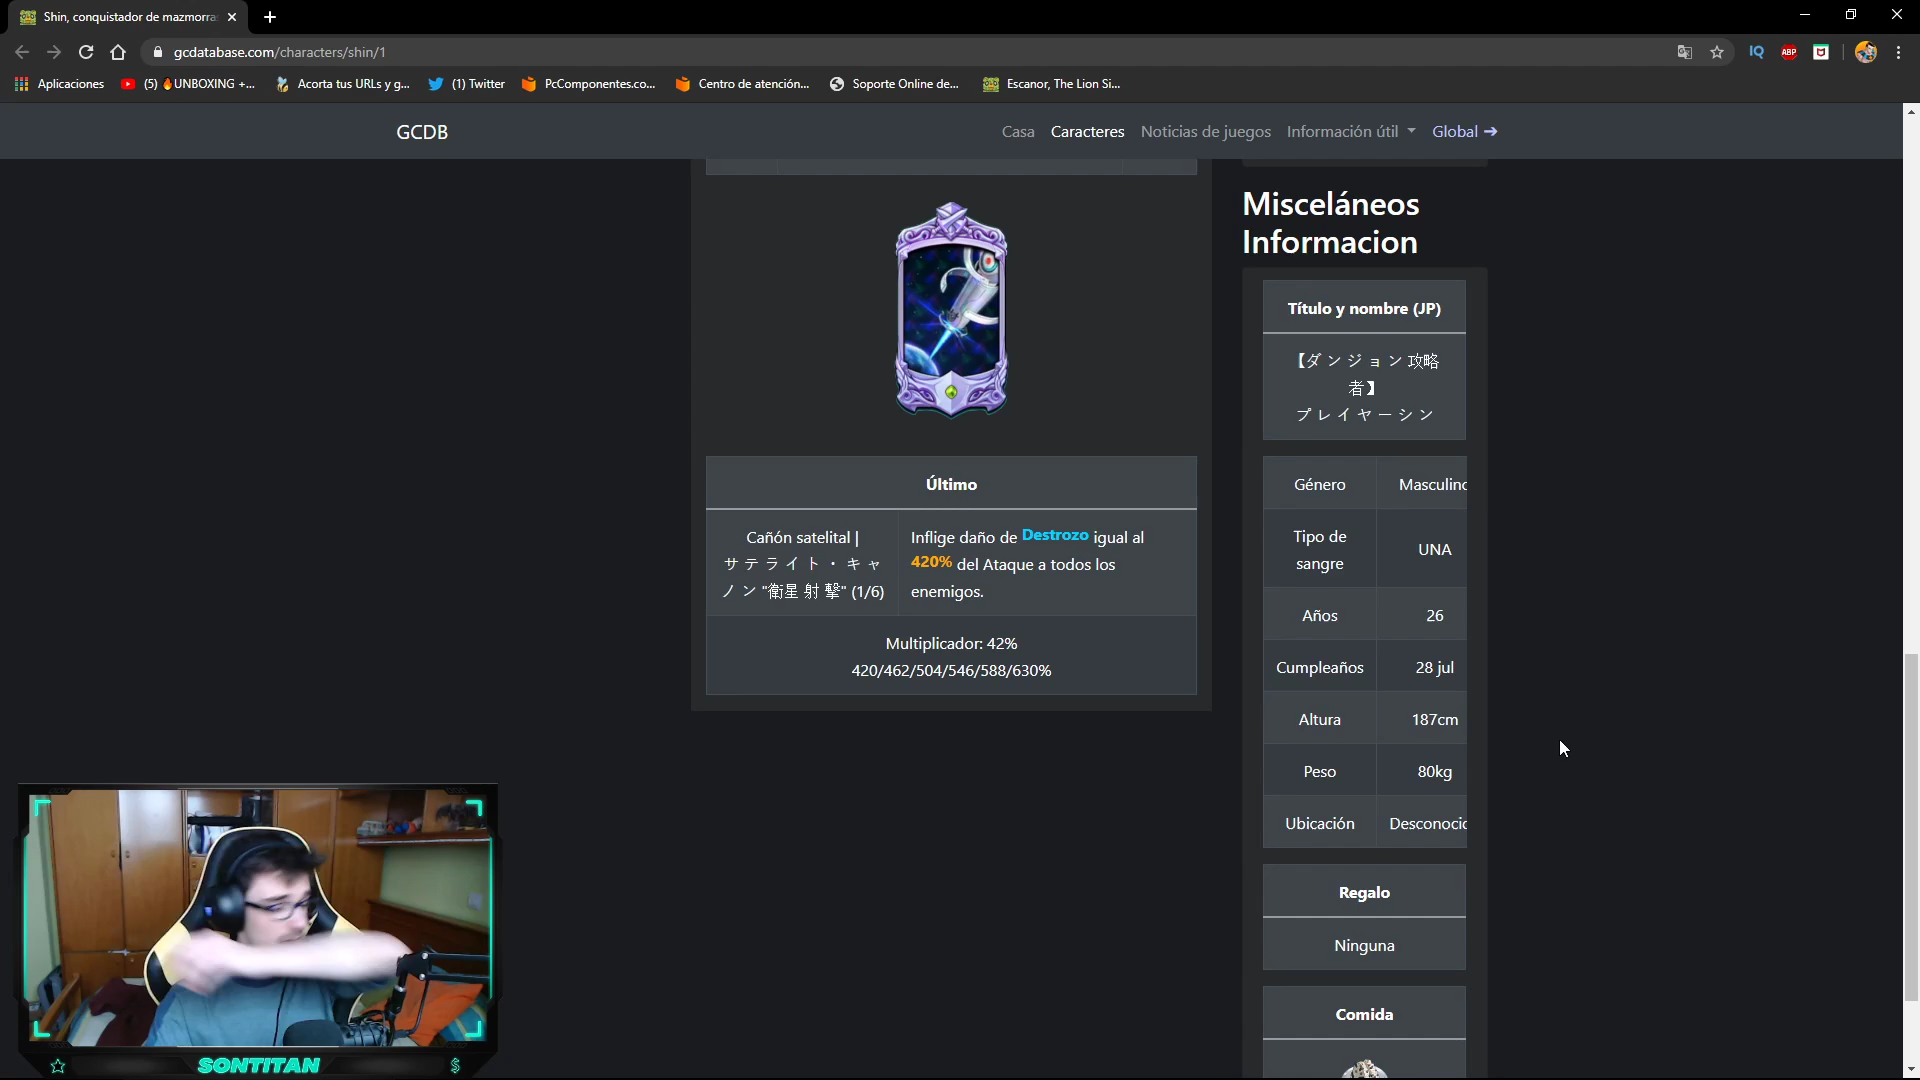 Shin, conquistador de mazmorra
gcdatabase.com/characters/shin/1
IQ
ABP
Aplicaciones
(5) 🔥UNBOXING +...
Acorta tus URLs y g...
(1) Twitter
PcComponentes.co...
Centro de atención...
Soporte Online de...
Escanor, The Lion Si...
GCDB
Casa
Caracteres
Noticias de juegos
Información útil
Global ➔
Último
Cañón satelital |
サテライト・キャ
ノン "衛星射撃" (1/6)
Inflige daño de Destrozo igual al
420% del Ataque a todos los
enemigos.
Multiplicador: 42%
420/462/504/546/588/630%
Misceláneos
Informacion
Título y nombre (JP)
【ダンジョン攻略
者】
プレイヤーシン
Género Masculino
Tipo de
sangre UNA
Años 26
Cumpleaños 28 jul
Altura 187cm
Peso 80kg
Ubicación Desconocid
Regalo
Ninguna
Comida
SONTITAN
$